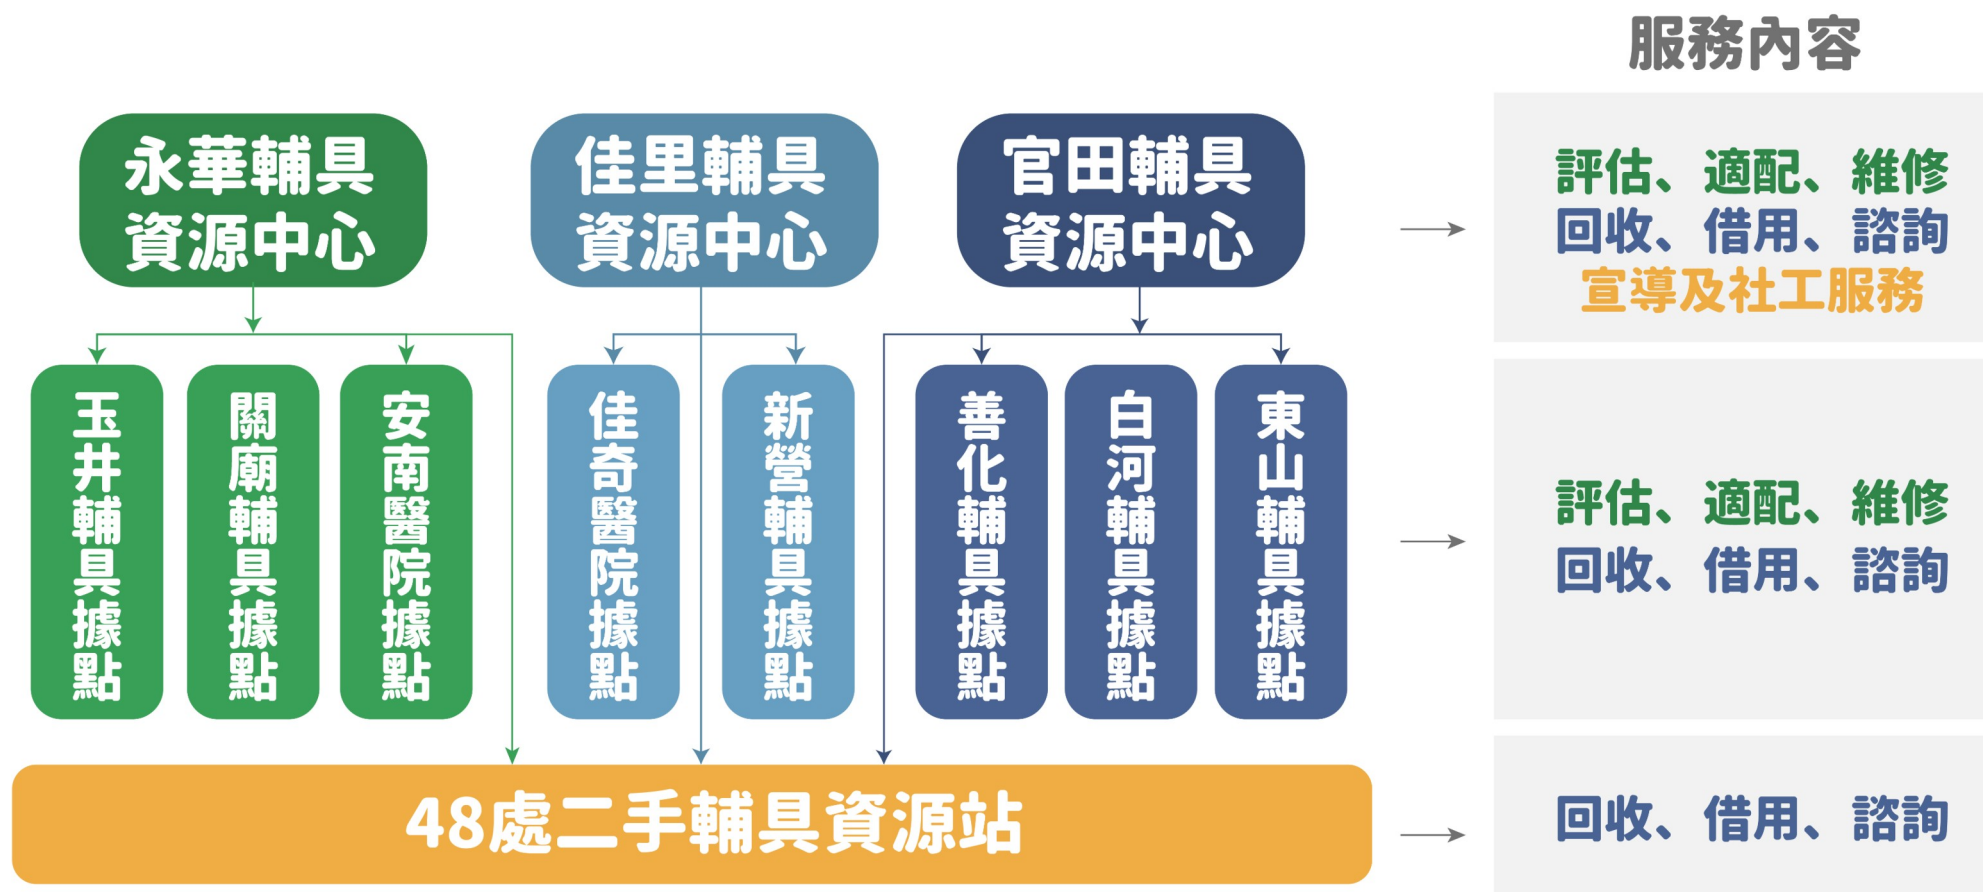 服務內容
永華輔具
資源中心
佳里輔具
資源中心
官田輔具
資源中心
評估、適配、維修
回收、借用、諮詢
宣導及社工服務
玉井輔具據點
關廟輔具據點
安南醫院據點
佳奇醫院據點
新營輔具據點
善化輔具據點
白河輔具據點
東山輔具據點
評估、適配、維修
回收、借用、諮詢
48處二手輔具資源站
回收、借用、諮詢